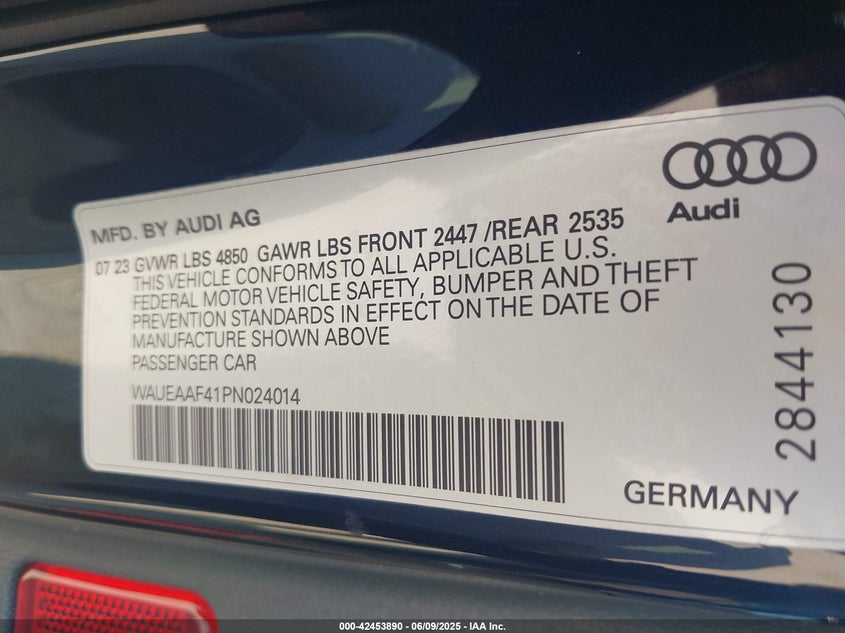 Audi
MFD. BY AUDI AG
07 23 GVWR LBS 4850 GAWR LBS FRONT 2447 /REAR 2535
THIS VEHICLE CONFORMS TO ALL APPLICABLE U.S.
FEDERAL MOTOR VEHICLE SAFETY, BUMPER AND THEFT
PREVENTION STANDARDS IN EFFECT ON THE DATE OF
MANUFACTURE SHOWN ABOVE
PASSENGER CAR
WAUEAAF41PN024014
2844130
GERMANY
000-42453890 - 06/09/2025 - IAA Inc.